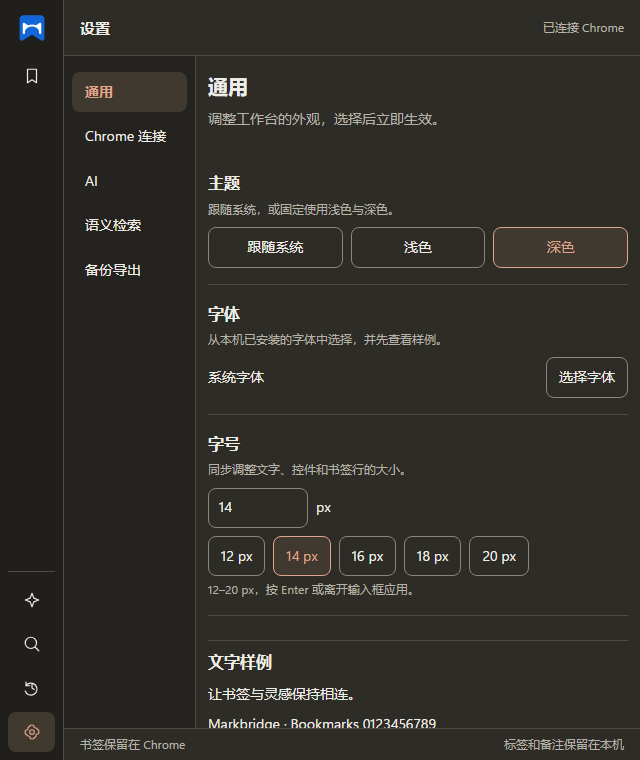 设置
已连接 Chrome
通用
Chrome 连接
AI
语义检索
备份导出
通用
调整工作台的外观，选择后立即生效。
主题
跟随系统，或固定使用浅色与深色。
跟随系统
浅色
深色
字体
从本机已安装的字体中选择，并先查看样例。
系统字体
选择字体
字号
同步调整文字、控件和书签行的大小。
14 px
12 px
14 px
16 px
18 px
20 px
12–20 px，按 Enter 或离开输入框应用。
文字样例
让书签与灵感保持相连。
Markbridge · Bookmarks 0123456789
书签保留在 Chrome
标签和备注保留在本机